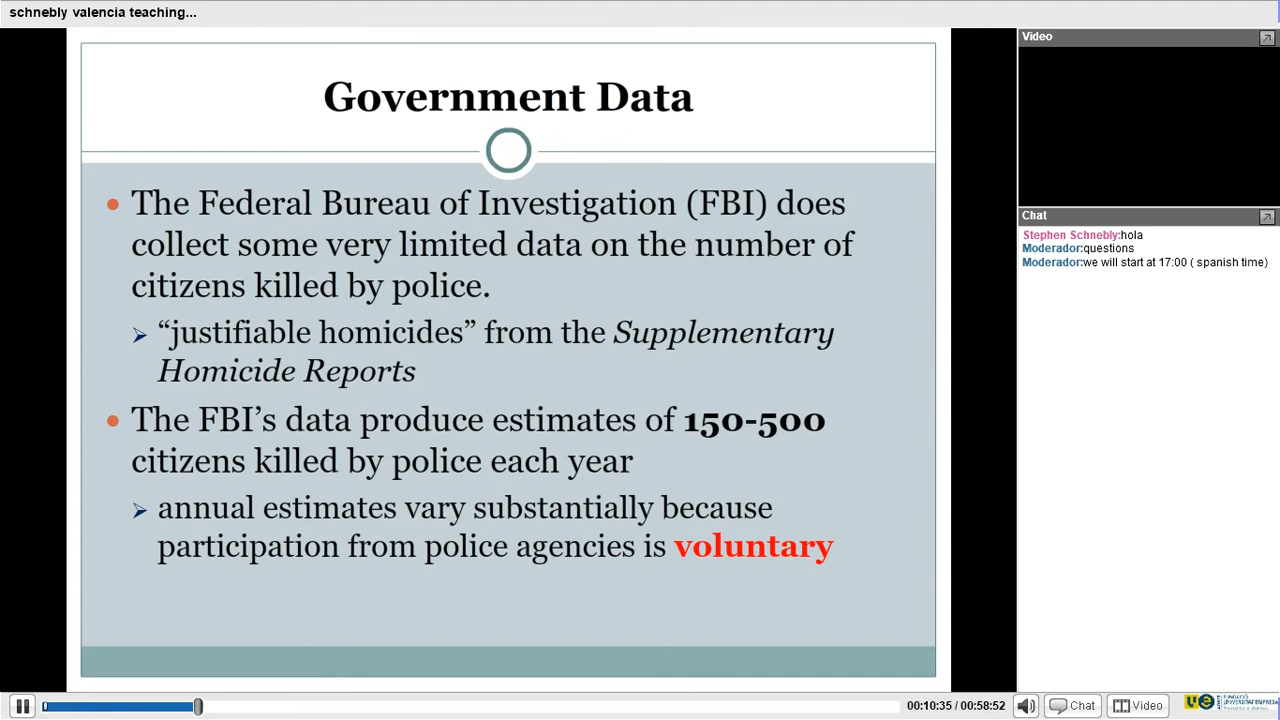 schnebly valencia teaching...
Government Data
The Federal Bureau of Investigation (FBI) does
collect some very limited data on the number of
citizens killed by police.
“justifiable homicides” from the Supplementary
Homicide Reports
The FBI’s data produce estimates of 150-500
citizens killed by police each year
annual estimates vary substantially because
participation from police agencies is voluntary
Video
Chat
Stephen Schnebly:hola
Moderador:questions
Moderador:we will start at 17:00 ( spanish time)
00:10:35 / 00:58:52
Chat
Video